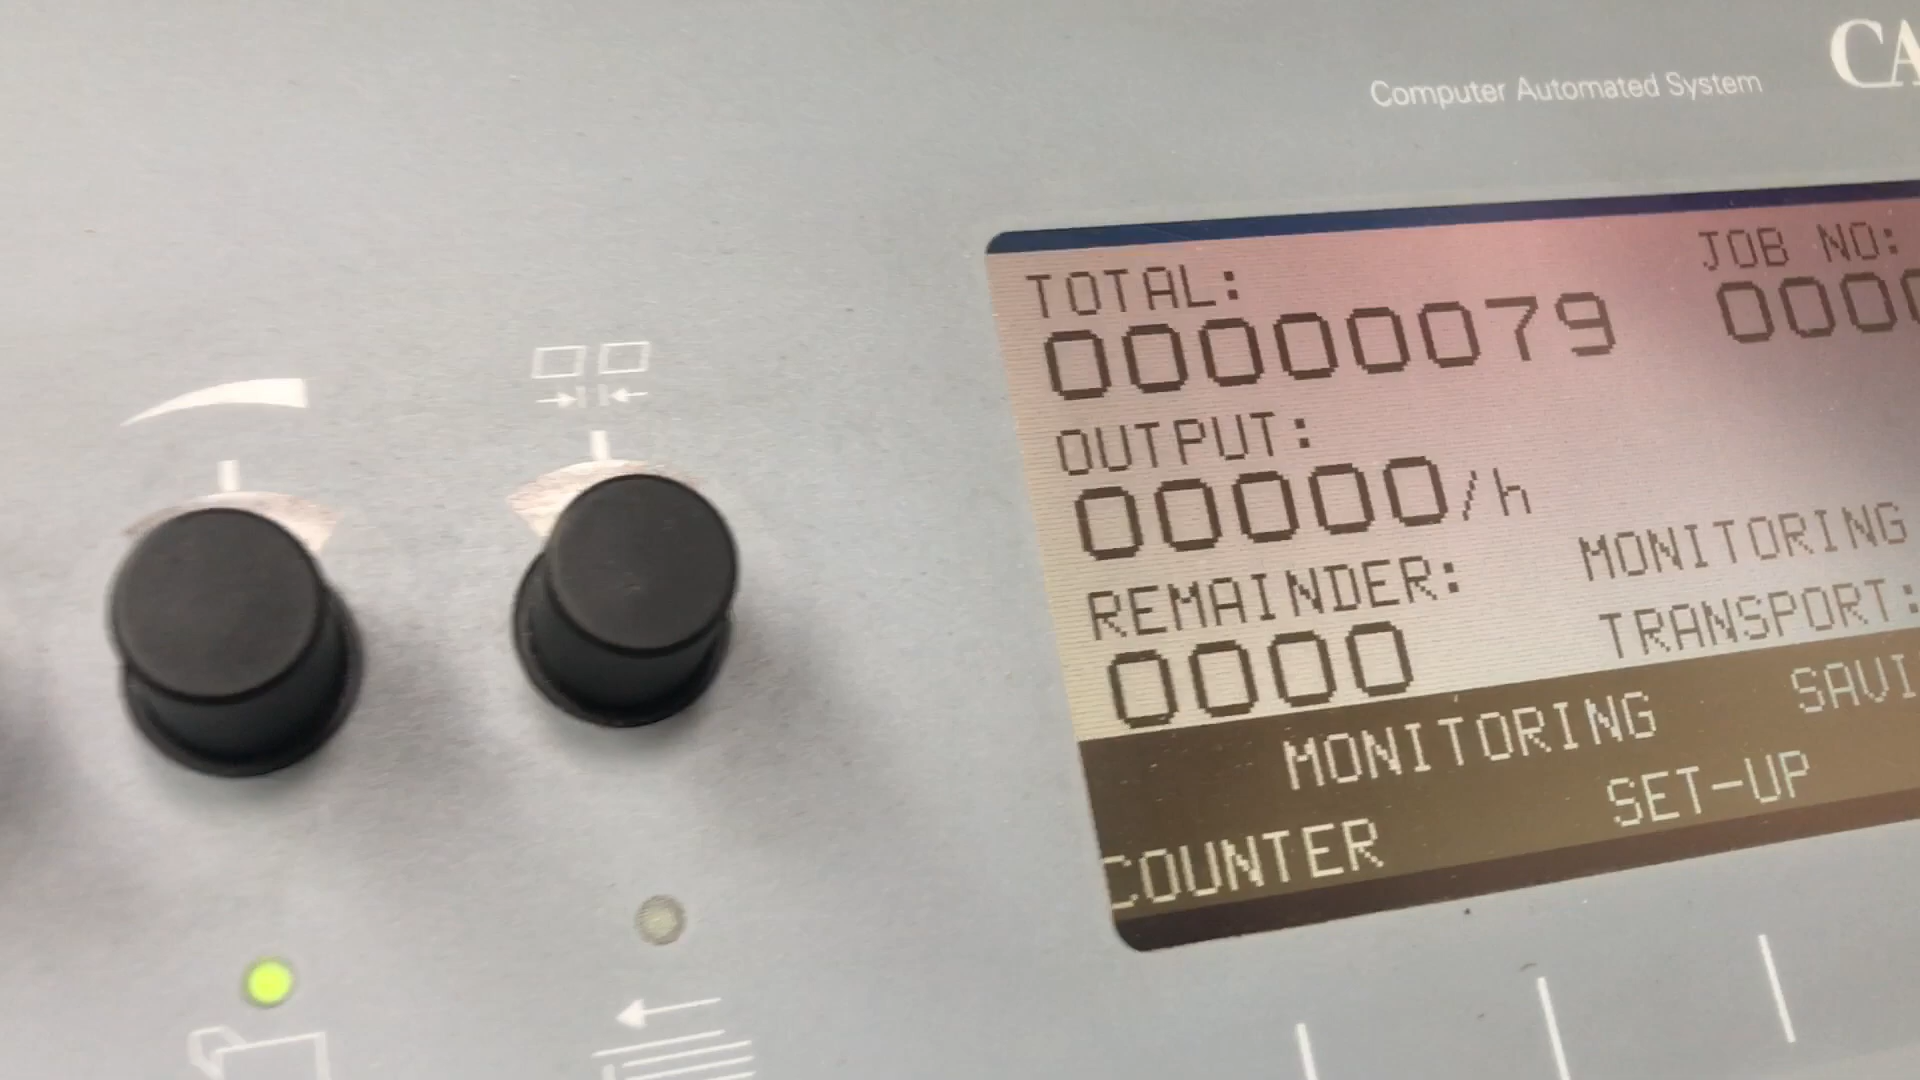 Computer Automated System
CA
TOTAL:
JOB NO:
00000079
000
OUTPUT:
00000/h
MONITORING
REMAINDER:
TRANSPORT:
0000
MONITORING
SAVI
COUNTER
SET-UP